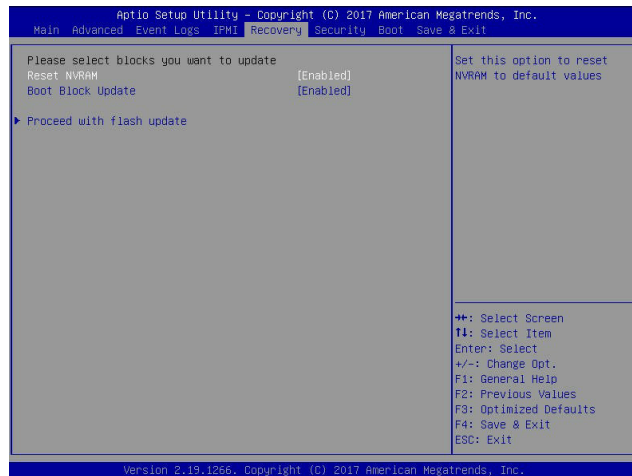 Aptio Setup Utility – Copyright (C) 2017 American Megatrends, Inc.
Main Advanced Event Logs IPMI Recovery Security Boot Save & Exit
Please select blocks you want to update
Reset NVRAM [Enabled]
Boot Block Update [Enabled]
▶ Proceed with flash update
Set this option to reset
NVRAM to default values
→←: Select Screen
↑↓: Select Item
Enter: Select
+/-: Change Opt.
F1: General Help
F2: Previous Values
F3: Optimized Defaults
F4: Save & Exit
ESC: Exit
Version 2.19.1266. Copyright (C) 2017 American Megatrends, Inc.